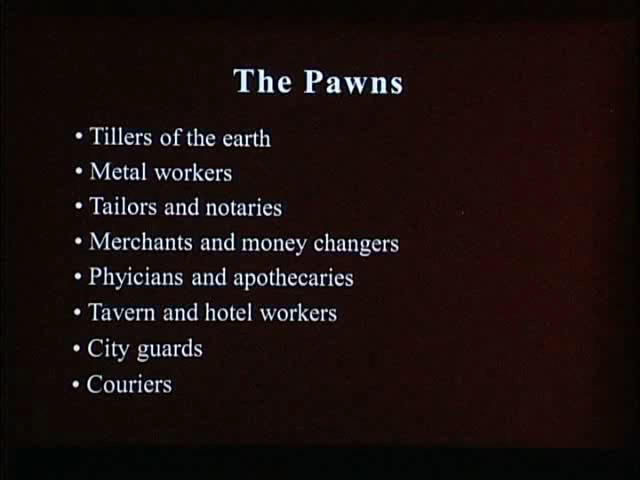 The Pawns
• Tillers of the earth
• Metal workers
• Tailors and notaries
• Merchants and money changers
• Phyicians and apothecaries
• Tavern and hotel workers
• City guards
• Couriers